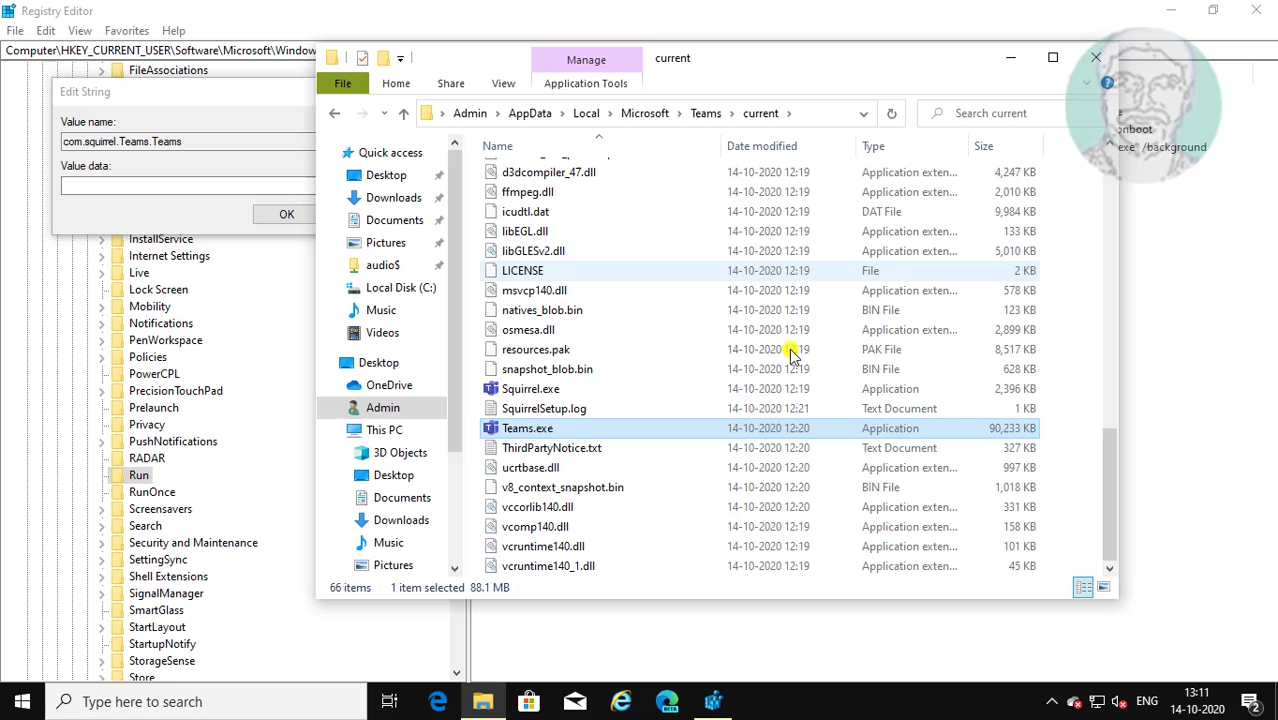 Registry Editor
File Edit View Favorites Help
Computer\HKEY_CURRENT_USER\Software\Microsoft\Window
FileAssociations
Edit String
Value name:
com.squirrel.Teams.Teams
Value data:
OK
InstallService
Internet Settings
Live
Lock Screen
Mobility
Notifications
PenWorkspace
Policies
PowerCPL
PrecisionTouchPad
Prelaunch
Privacy
PushNotifications
RADAR
Run
RunOnce
Screensavers
Search
Security and Maintenance
SettingSync
Shell Extensions
SignalManager
SmartGlass
StartLayout
StartupNotify
StorageSense
Store
Manage
current
File Home Share View Application Tools
Admin AppData Local Microsoft Teams current
Search current
onboot
exe" /background
Quick access
Desktop
Downloads
Documents
Pictures
audio$
Local Disk (C:)
Music
Videos
Desktop
OneDrive
Admin
This PC
3D Objects
Desktop
Documents
Downloads
Music
Pictures
Name Date modified Type Size
d3dcompiler_47.dll 14-10-2020 12:19 Application exten... 4,247 KB
ffmpeg.dll 14-10-2020 12:19 Application exten... 2,010 KB
icudtl.dat 14-10-2020 12:19 DAT File 9,984 KB
libEGL.dll 14-10-2020 12:19 Application exten... 133 KB
libGLESv2.dll 14-10-2020 12:19 Application exten... 5,010 KB
LICENSE 14-10-2020 12:19 File 2 KB
msvcp140.dll 14-10-2020 12:19 Application exten... 578 KB
natives_blob.bin 14-10-2020 12:19 BIN File 123 KB
osmesa.dll 14-10-2020 12:19 Application exten... 2,899 KB
resources.pak 14-10-2020 12:19 PAK File 8,517 KB
snapshot_blob.bin 14-10-2020 12:19 BIN File 628 KB
Squirrel.exe 14-10-2020 12:19 Application 2,396 KB
SquirrelSetup.log 14-10-2020 12:21 Text Document 1 KB
Teams.exe 14-10-2020 12:20 Application 90,233 KB
ThirdPartyNotice.txt 14-10-2020 12:20 Text Document 327 KB
ucrtbase.dll 14-10-2020 12:20 Application exten... 997 KB
v8_context_snapshot.bin 14-10-2020 12:20 BIN File 1,018 KB
vccorlib140.dll 14-10-2020 12:20 Application exten... 331 KB
vcomp140.dll 14-10-2020 12:19 Application exten... 158 KB
vcruntime140.dll 14-10-2020 12:19 Application exten... 101 KB
vcruntime140_1.dll 14-10-2020 12:19 Application exten... 45 KB
66 items 1 item selected 88.1 MB
Type here to search
ENG
13:11
14-10-2020
2